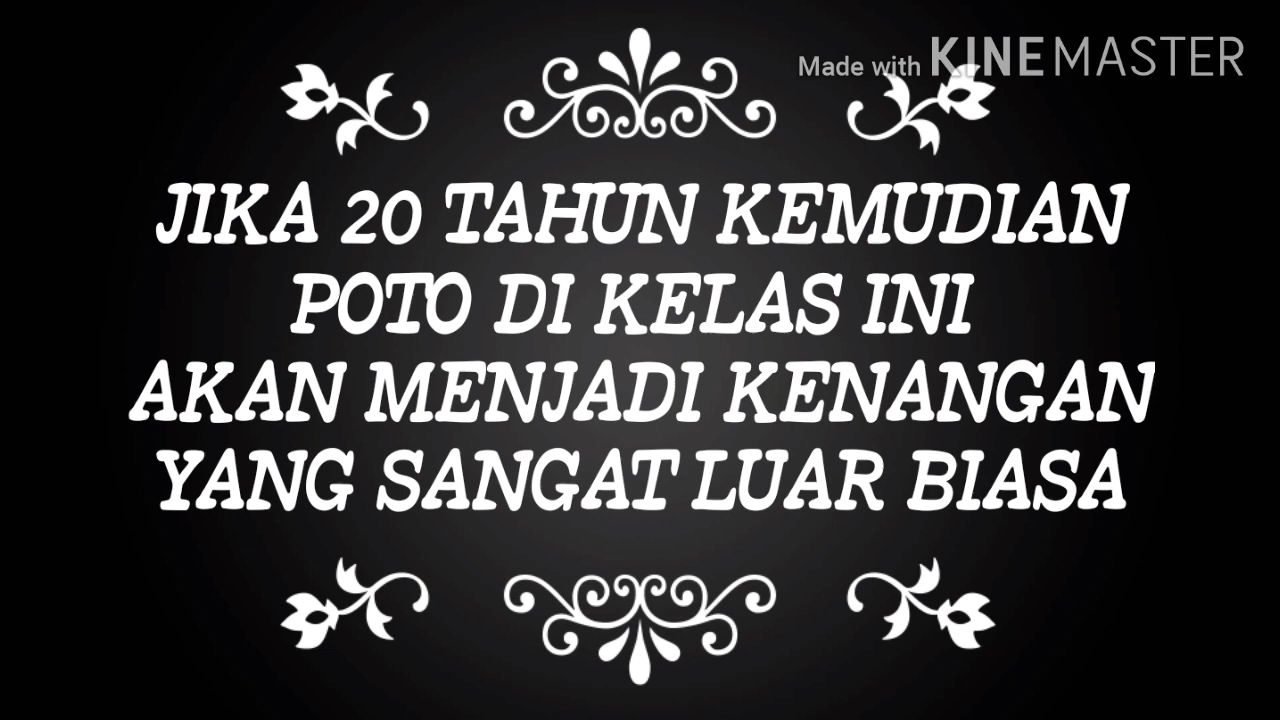 Made with KINEMASTER
JIKA 20 TAHUN KEMUDIAN
POTO DI KELAS INI
AKAN MENJADI KENANGAN
YANG SANGAT LUAR BIASA